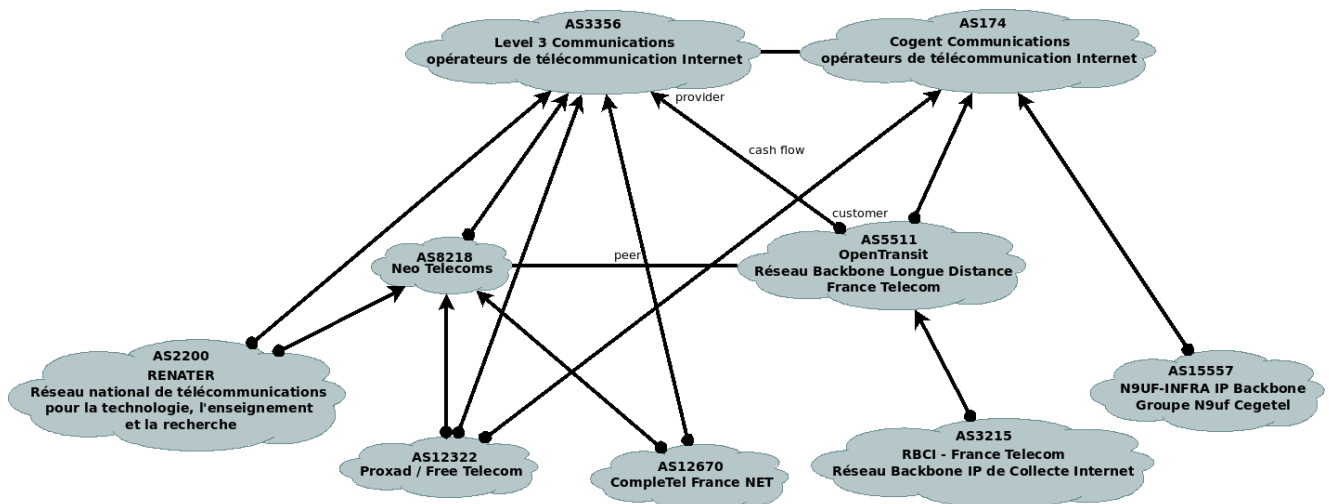 AS3356
Level 3 Communications
opérateurs de télécommunication Internet
AS174
Cogent Communications
opérateurs de télécommunication Internet
provider
cash flow
customer
AS8218
Neo Telecoms
peer
AS5511
OpenTransit
Réseau Backbone Longue Distance
France Telecom
AS2200
RENATER
Réseau national de télécommunications
pour la technologie, l'enseignement
et la recherche
AS15557
N9UF-INFRA IP Backbone
Groupe N9uf Cegetel
AS12322
Proxad / Free Telecom
AS12670
CompleTel France NET
AS3215
RBCI - France Telecom
Réseau Backbone IP de Collecte Internet